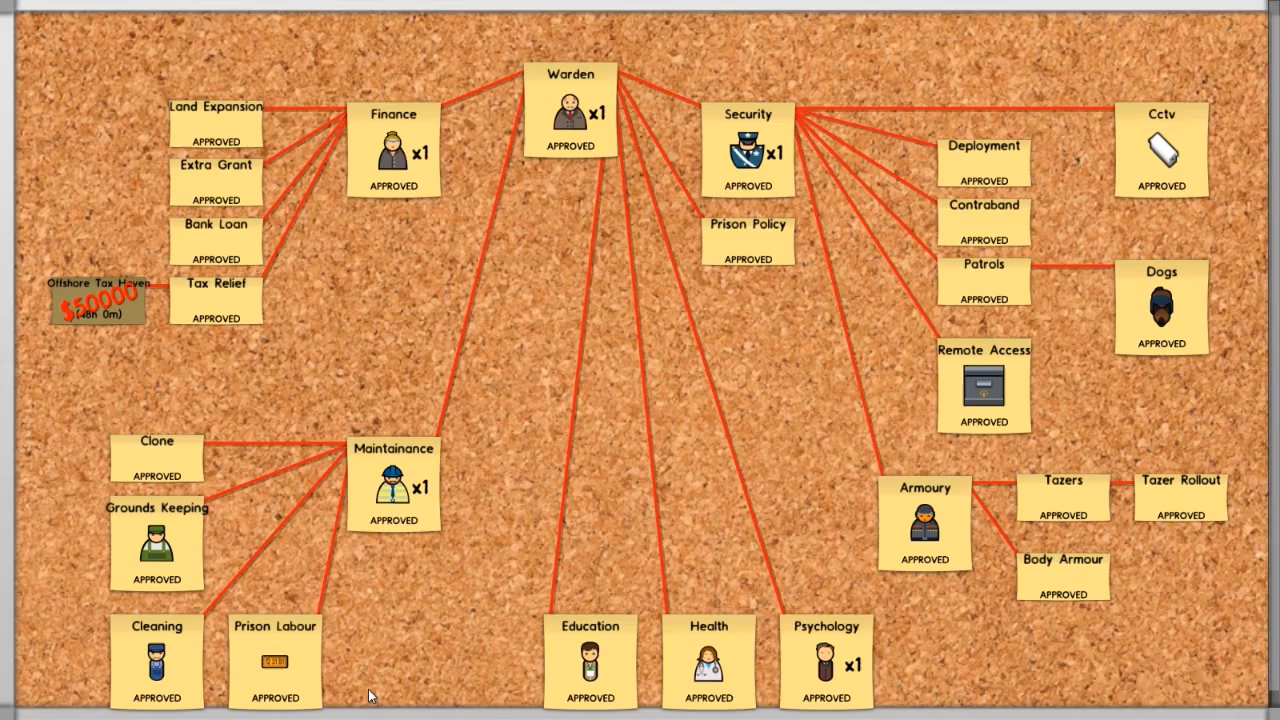 Warden
x1
APPROVED
Finance
x1
APPROVED
Land Expansion
APPROVED
Extra Grant
APPROVED
Bank Loan
APPROVED
Tax Relief
APPROVED
Offshore Tax Haven
$50000
Security
x1
APPROVED
Prison Policy
APPROVED
Cctv
APPROVED
Deployment
APPROVED
Contraband
APPROVED
Patrols
APPROVED
Dogs
APPROVED
Remote Access
APPROVED
Maintainance
x1
APPROVED
Clone
APPROVED
Grounds Keeping
APPROVED
Cleaning
APPROVED
Prison Labour
APPROVED
Education
APPROVED
Health
APPROVED
Psychology
x1
APPROVED
Armoury
APPROVED
Tazers
APPROVED
Tazer Rollout
APPROVED
Body Armour
APPROVED